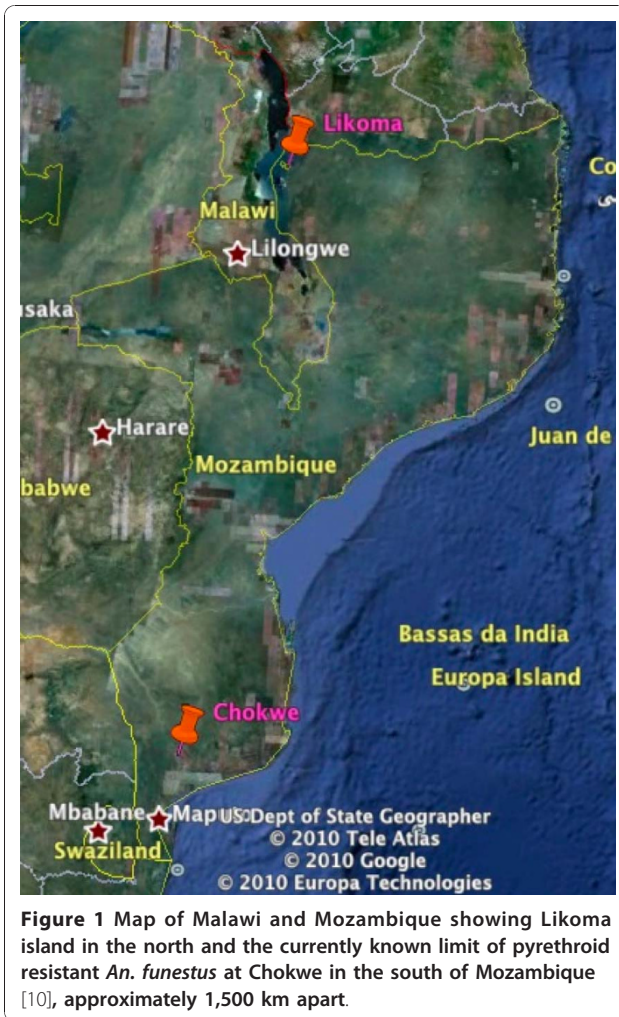 Likoma
Co
Malawi
Lilongwe
usaka
Harare
Juan de
Mozambique
babwe
Bassas da India
Europa Island
Chokwe
Mbabane
US Dept of State Geographer
© 2010 Tele Atlas
Swaziland
© 2010 Google
© 2010 Europa Technologies
Figure 1 Map of Malawi and Mozambique showing Likoma
island in the north and the currently known limit of pyrethroid
resistant An. funestus at Chokwe in the south of Mozambique
[10], approximately 1,500 km apart.